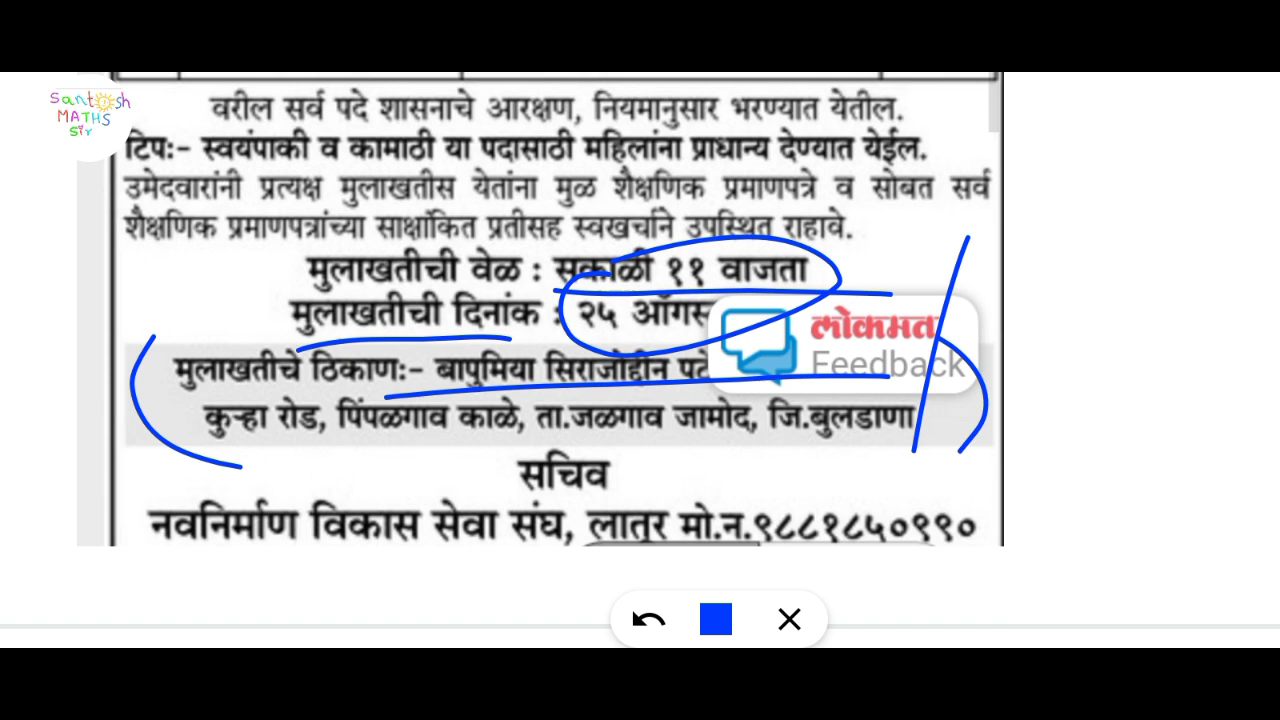 Santosh
MATHS
Sir
वरील सर्व पदे शासनाचे आरक्षण, नियमानुसार भरण्यात येतील.
टिपः- स्वयंपाकी व कामाठी या पदासाठी महिलांना प्राधान्य देण्यात येईल.
उमेदवारांनी प्रत्यक्ष मुलाखतीस येतांना मुळ शैक्षणिक प्रमाणपत्रे व सोबत सर्व
शैक्षणिक प्रमाणपत्रांच्या साक्षांकित प्रतीसह स्वखर्चाने उपस्थित राहावे.
मुलाखतीची वेळ : सकाळी ११ वाजता
मुलाखतीची दिनांक : २५
लोकमत
Feedback
मुलाखतीचे ठिकाणः- बापुमिया सिराजोद्दीन
कुऱ्हा रोड, पिंपळगाव काळे, ता.जळगाव जामोद, जि.बुलडाणा
सचिव
नवनिर्माण विकास सेवा संघ, लातूर मो.न.९८८१८५०९९०